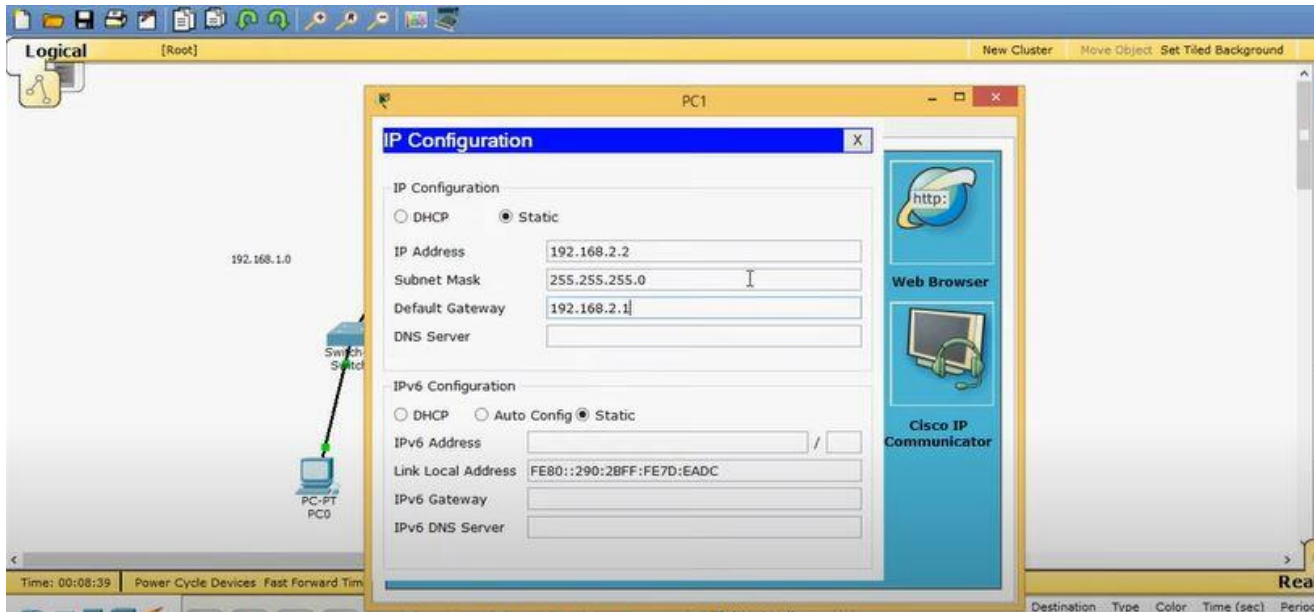 Logical [Root] New Cluster Move Object Set Tiled Background
PC1
IP Configuration X
IP Configuration
DHCP Static
IP Address 192.168.2.2
Subnet Mask 255.255.255.0
Default Gateway 192.168.2.1
DNS Server
IPv6 Configuration
DHCP Auto Config Static
IPv6 Address /
Link Local Address FE80::290:2BFF:FE7D:EADC
IPv6 Gateway
IPv6 DNS Server
http:
Web Browser
Cisco IP
Communicator
192.168.1.0
Switch
Switch
PC-PT
PC0
Time: 00:08:39 Power Cycle Devices Fast Forward Tim
Rea
Destination Type Color Time (sec) Perio